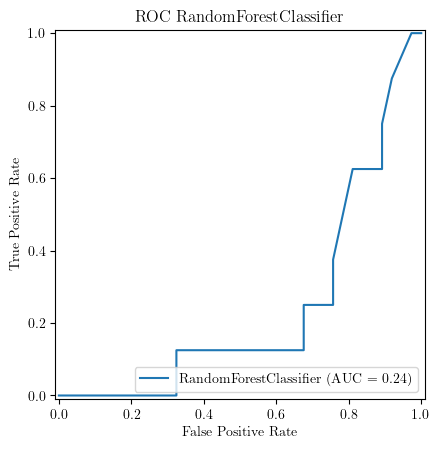 ROC RandomForestClassifier
1.0
0.8
0.6
0.4
0.2
0.0
True Positive Rate
RandomForestClassifier (AUC = 0.24)
0.0 0.2 0.4 0.6 0.8 1.0
False Positive Rate